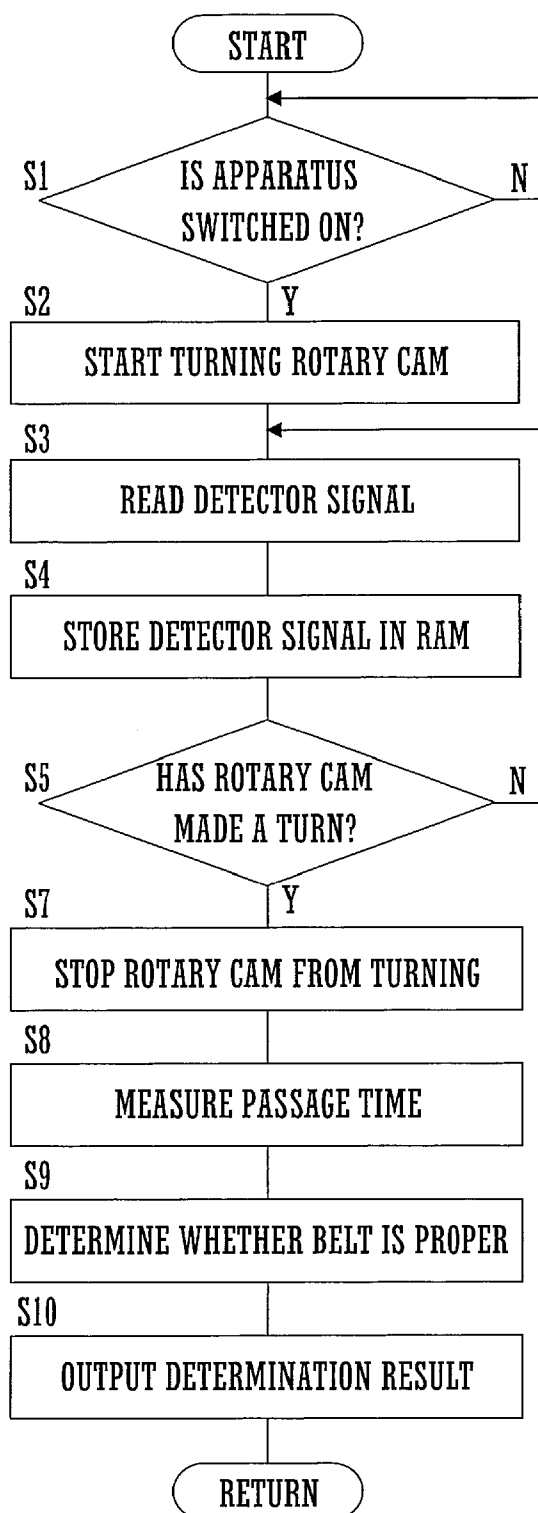 START
S1
IS APPARATUS
SWITCHED ON?
N
Y
S2
START TURNING ROTARY CAM
S3
READ DETECTOR SIGNAL
S4
STORE DETECTOR SIGNAL IN RAM
S5
HAS ROTARY CAM
MADE A TURN?
N
Y
S7
STOP ROTARY CAM FROM TURNING
S8
MEASURE PASSAGE TIME
S9
DETERMINE WHETHER BELT IS PROPER
S10
OUTPUT DETERMINATION RESULT
RETURN